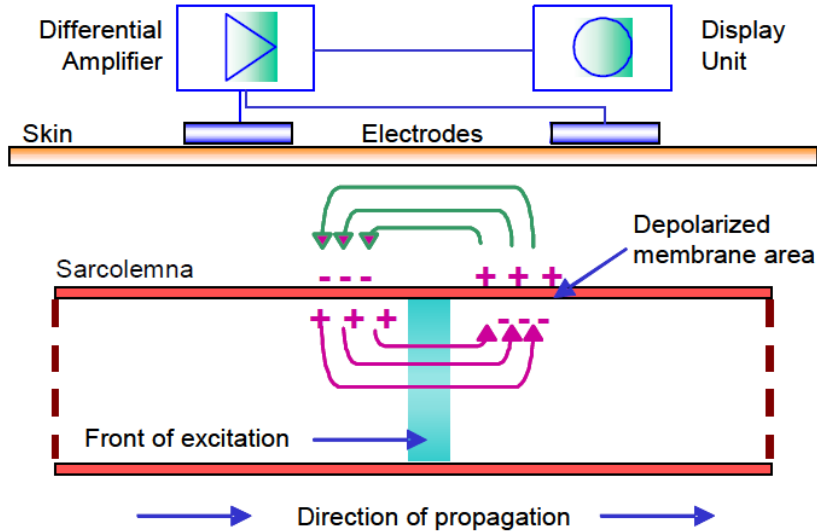 Differential
Amplifier
Display
Unit
Skin
Electrodes
Depolarized
membrane area
Sarcolemna
- - -
+ + +
+ + +
- - -
Front of excitation
Direction of propagation